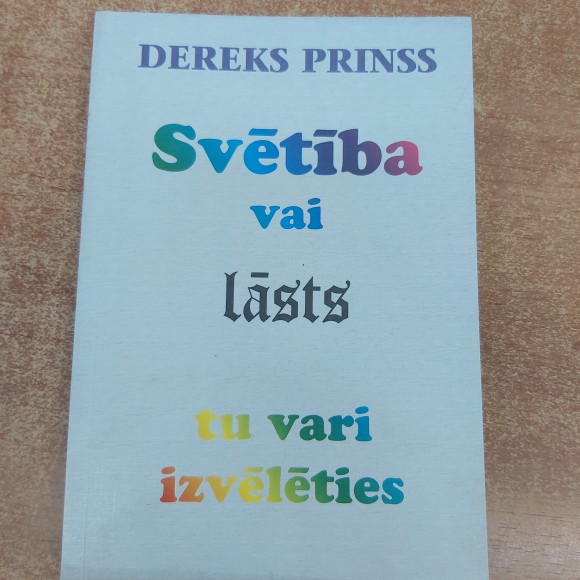 DEREKS PRINSS
Svētība
vai
lāsts
tu vari
izvēlēties